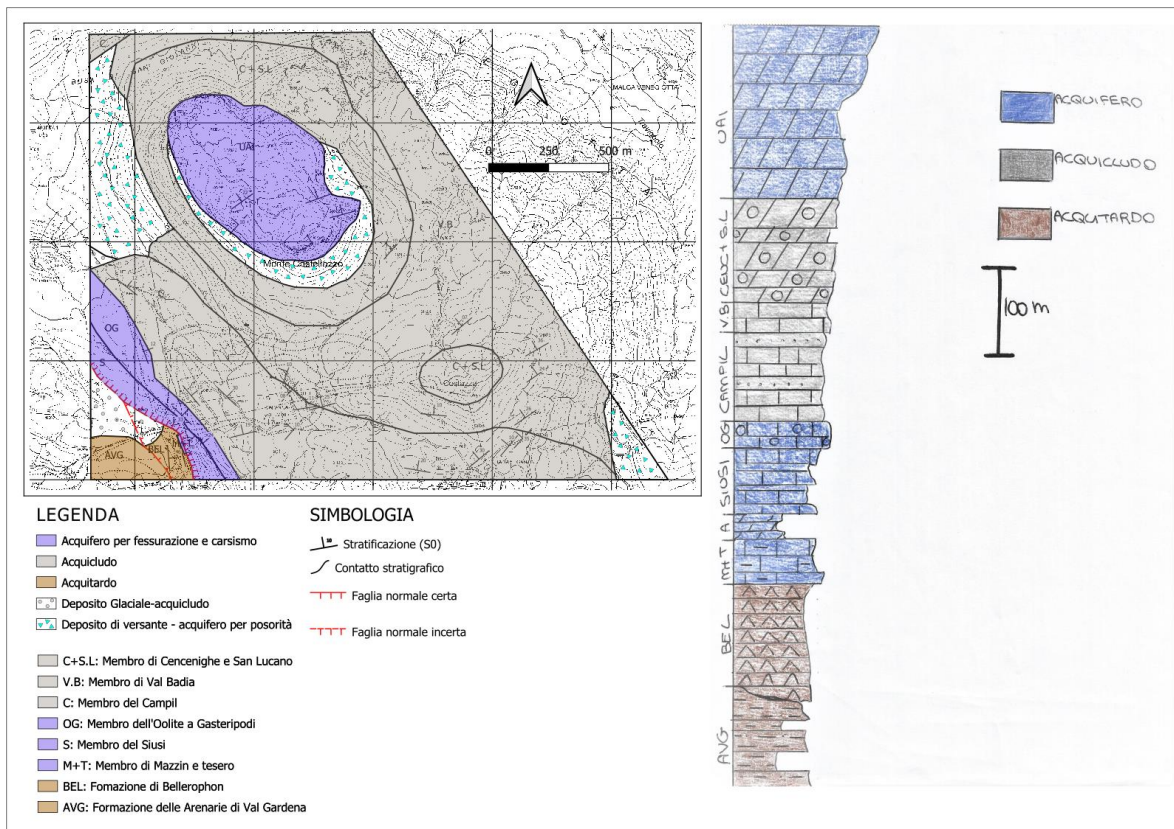 C
C + S.L
MALGA VENEGIOTTA
0 250 500 m
UAI
V.B
Monte Castellazzo
OG
C + S.L
S
C
AVG
BEL
LEGENDA
Acquifero per fessurazione e carsismo
Acquicludo
Acquitardo
Deposito Glaciale-acquicludo
Deposito di versante - acquifero per posorità
C+S.L: Membro di Cencenighe e San Lucano
V.B: Membro di Val Badia
C: Membro del Campil
OG: Membro dell'Oolite a Gasteripodi
S: Membro del Siusi
M+T: Membro di Mazzin e tesero
BEL: Fomazione di Bellerophon
AVG: Formazione delle Arenarie di Val Gardena
SIMBOLOGIA
Stratificazione (S0)
Contatto stratigrafico
Faglia normale certa
Faglia normale incerta
UAI
CENC+S.L
V.B
CAMPIL
OG
SIUSI
A
M+T
BEL
AVG
ACQUIFERO
ACQUICLUDO
ACQUITARDO
100 m